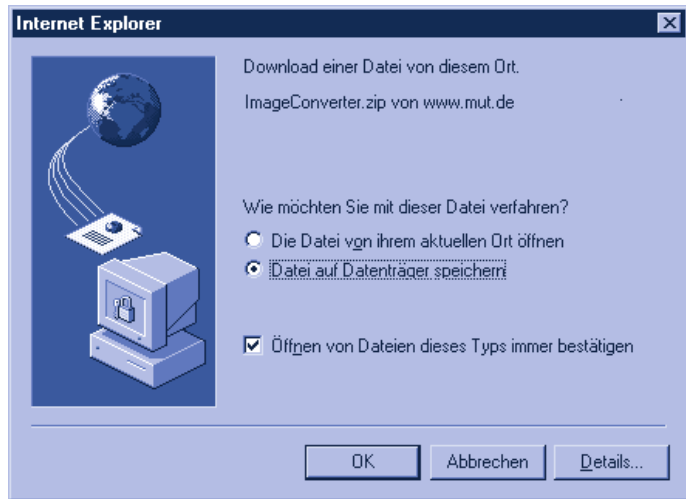 Internet Explorer
Download einer Datei von diesem Ort.
ImageConverter.zip von www.mut.de
Wie möchten Sie mit dieser Datei verfahren?
Die Datei von ihrem aktuellen Ort öffnen
Datei auf Datenträger speichern
Öffnen von Dateien dieses Typs immer bestätigen
OK Abbrechen Details...